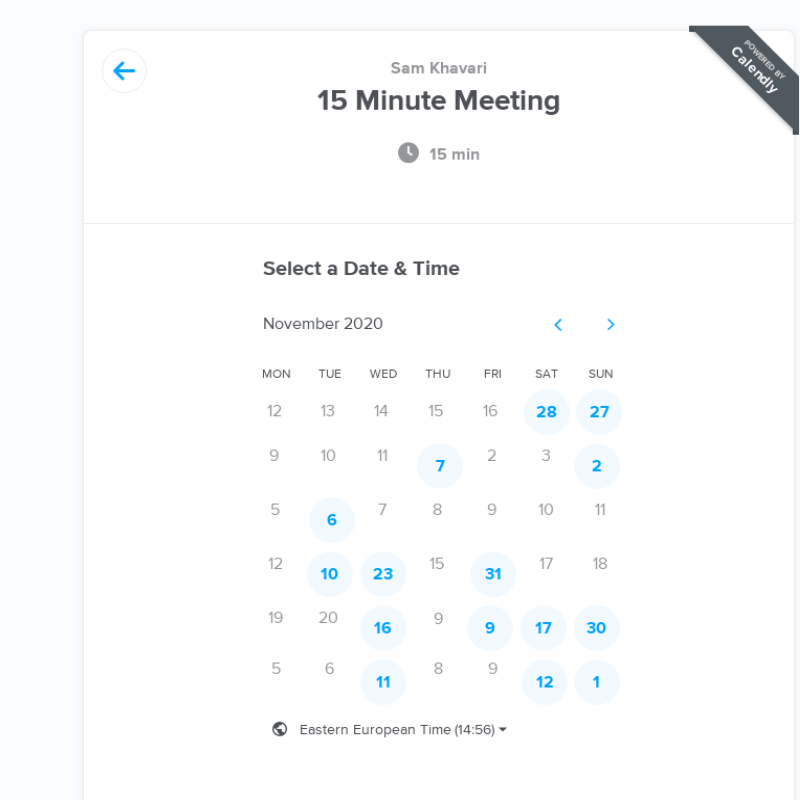 POWERED BY
Calendly
Sam Khavari
15 Minute Meeting
15 min
Select a Date & Time
November 2020
MON TUE WED THU FRI SAT SUN
12 13 14 15 16 28 27
9 10 11 7 2 3 2
5 6 7 8 9 10 11
12 10 23 15 31 17 18
19 20 16 9 9 17 30
5 6 11 8 9 12 1
Eastern European Time (14:56)